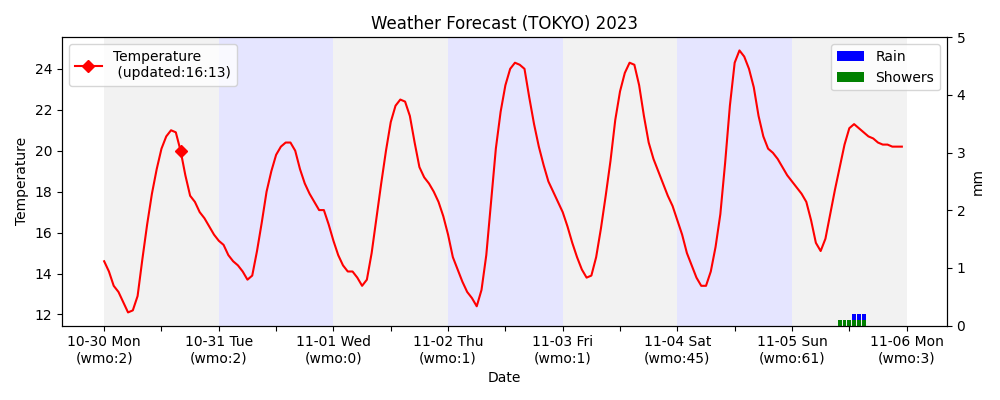 Weather Forecast (TOKYO) 2023
Temperature
(updated:16:13)
Rain
Showers
Temperature
24
22
20
18
16
14
12
5
4
3
2
1
0
mm
10-30 Mon
(wmo:2)
10-31 Tue
(wmo:2)
11-01 Wed
(wmo:0)
11-02 Thu
(wmo:1)
11-03 Fri
(wmo:1)
11-04 Sat
(wmo:45)
11-05 Sun
(wmo:61)
11-06 Mon
(wmo:3)
Date